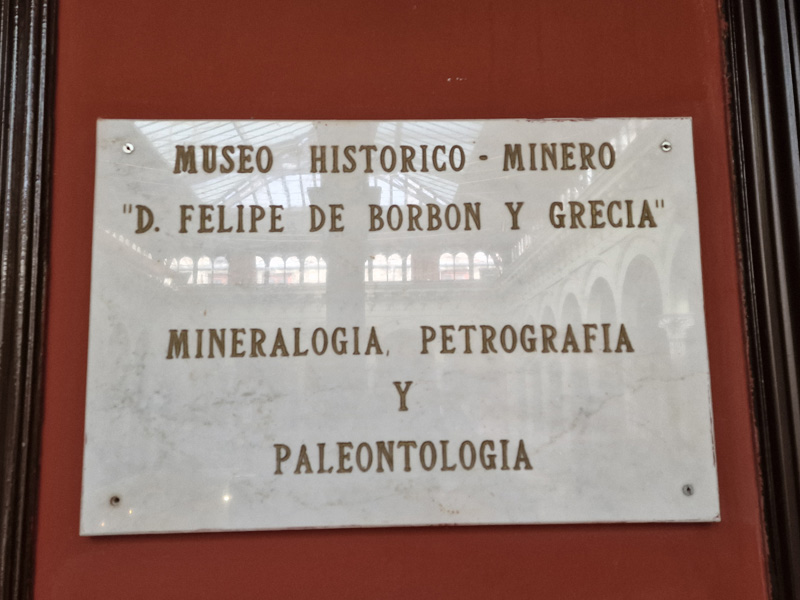 MUSEO HISTORICO - MINERO
"D. FELIPE DE BORBON Y GRECIA"
MINERALOGIA, PETROGRAFIA
Y
PALEONTOLOGIA